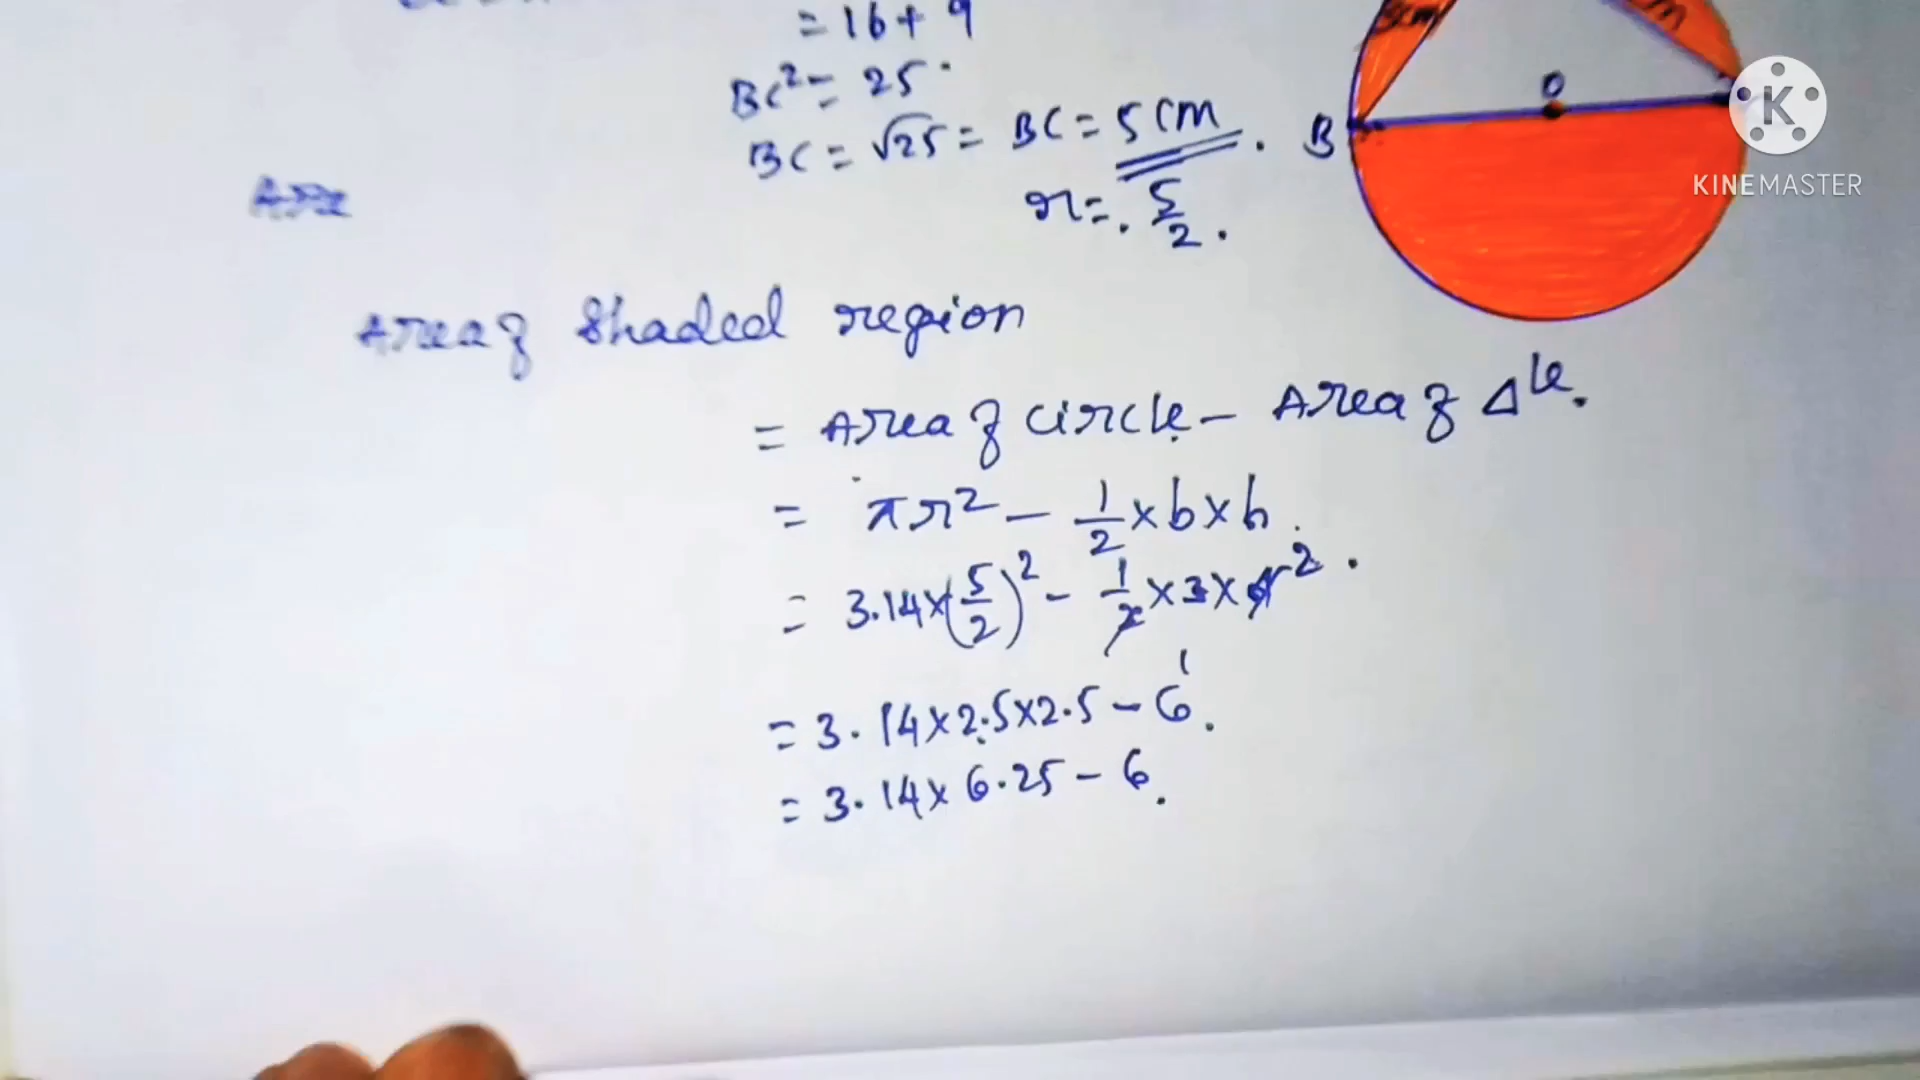 = 16 + 9
BC² = 25.
BC = √25 = BC = 5 cm.
r = 5/2.
3cm
m
O
B
KINEMASTER
Area of Shaded region
= Area of circle - Area of Δle.
= πr² - 1/2 × b × h.
= 3.14 × (5/2)² - 1/2 × 3 × 4 2.
= 3.14 × 2.5 × 2.5 - 6.
= 3.14 × 6.25 - 6.